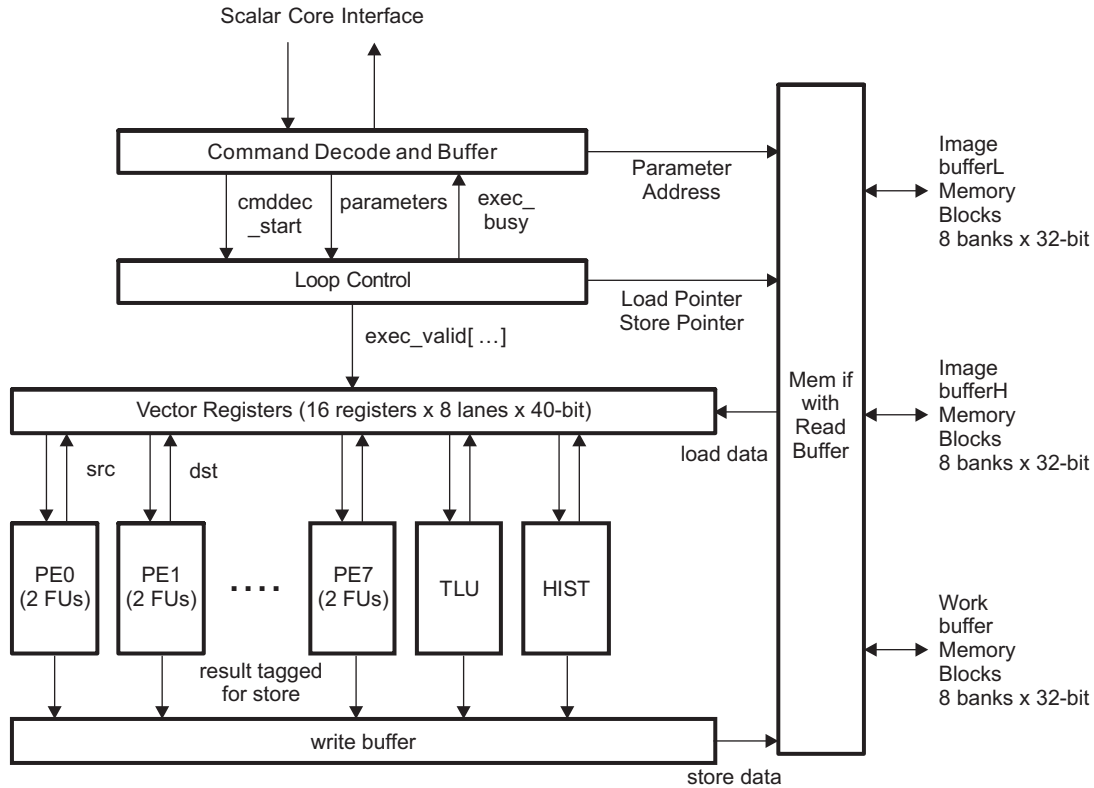 Scalar Core Interface
Command Decode and Buffer
Parameter
Address
cmddec
_start
parameters
exec_
busy
Loop Control
Load Pointer
Store Pointer
exec_valid[ …]
Vector Registers (16 registers x 8 lanes x 40-bit)
load data
src
dst
PE0
(2 FUs)
PE1
(2 FUs)
....
PE7
(2 FUs)
TLU
HIST
result tagged
for store
write buffer
store data
Mem if
with
Read
Buffer
Image
bufferL
Memory
Blocks
8 banks x 32-bit
Image
bufferH
Memory
Blocks
8 banks x 32-bit
Work
buffer
Memory
Blocks
8 banks x 32-bit